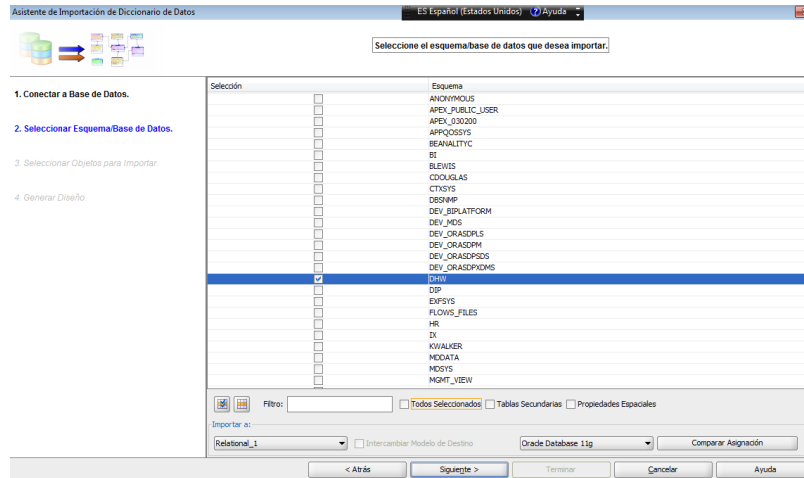 Asistente de Importación de Diccionario de Datos
ES Español (Estados Unidos) Ayuda
Seleccione el esquema/base de datos que desea importar.
1. Conectar a Base de Datos.
2. Seleccionar Esquema/Base de Datos.
3. Seleccionar Objetos para Importar.
4. Generar Diseño.
Selección Esquema
ANONYMOUS
APEX_PUBLIC_USER
APEX_030200
APPQOSSYS
BEANALITYC
BI
BLEWIS
CDOUGLAS
CTXSYS
DBSNMP
DEV_BIPLATFORM
DEV_MDS
DEV_ORASDPLS
DEV_ORASDPM
DEV_ORASDPSDS
DEV_ORASDPXDMS
DHW
DIP
EXFSYS
FLOWS_FILES
HR
IX
KWALKER
MDDATA
MDSYS
MGMT_VIEW
Filtro: Todos Seleccionados Tablas Secundarias Propiedades Espaciales
Importar a:
Relational_1 Intercambiar Modelo de Destino Oracle Database 11g Comparar Asignación
< Atrás Siguiente > Terminar Cancelar Ayuda